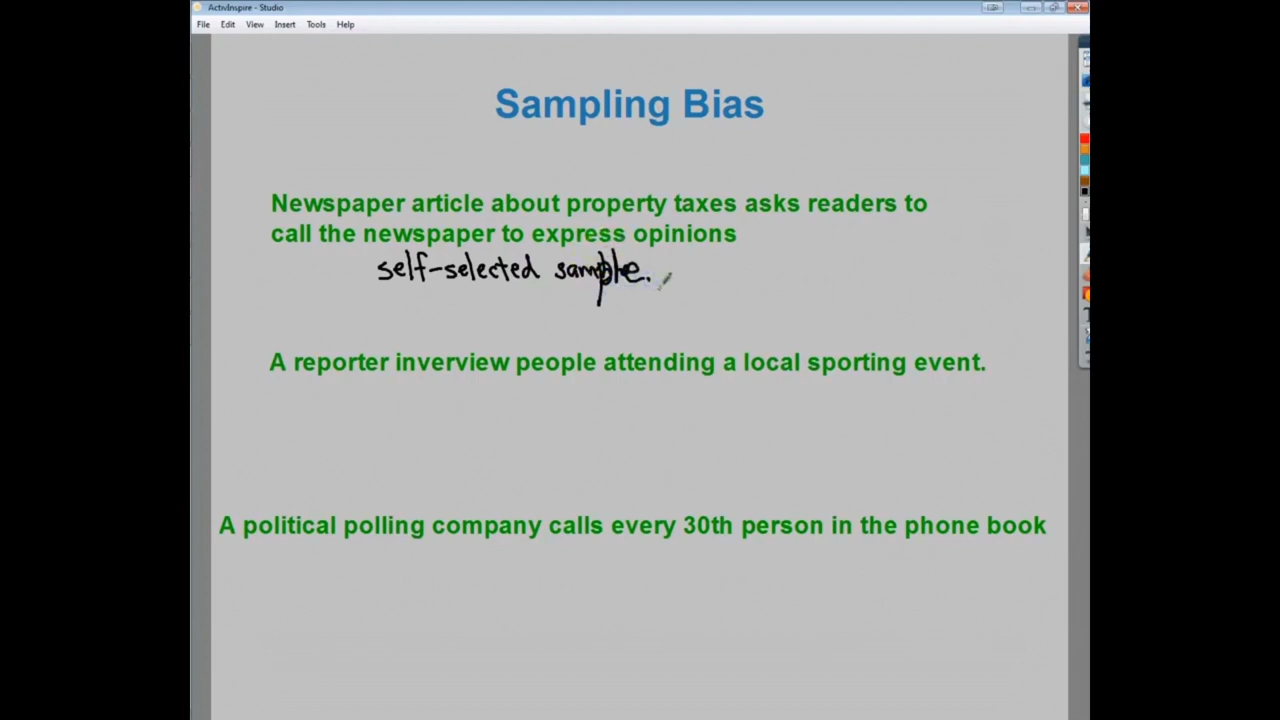 ActivInspire - Studio
File Edit View Insert Tools Help
Sampling Bias
Newspaper article about property taxes asks readers to
call the newspaper to express opinions
self-selected sample.
A reporter inverview people attending a local sporting event.
A political polling company calls every 30th person in the phone book